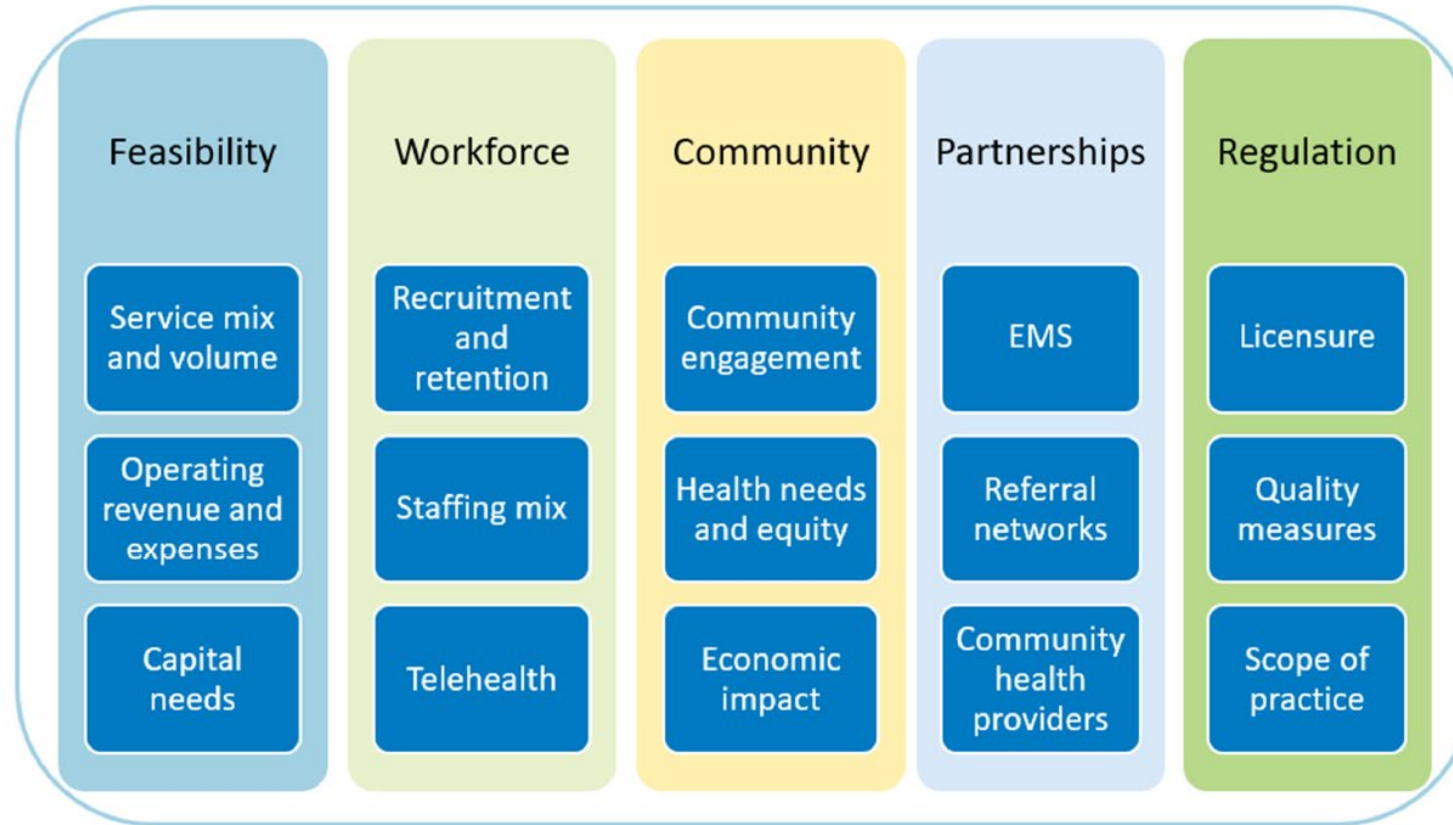 Feasibility
Service mix
and volume
Operating
revenue and
expenses
Capital
needs
Workforce
Recruitment
and
retention
Staffing mix
Telehealth
Community
Community
engagement
Health needs
and equity
Economic
impact
Partnerships
EMS
Referral
networks
Community
health
providers
Regulation
Licensure
Quality
measures
Scope of
practice